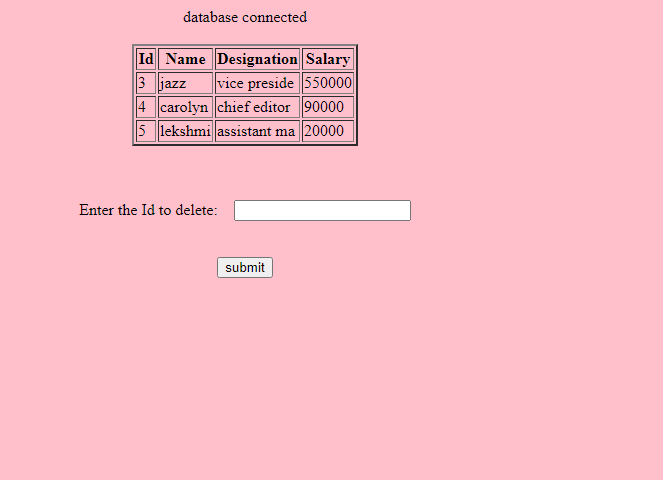 database connected
Id Name Designation Salary
3 jazz vice preside 550000
4 carolyn chief editor 90000
5 lekshmi assistant ma 20000
Enter the Id to delete:
submit